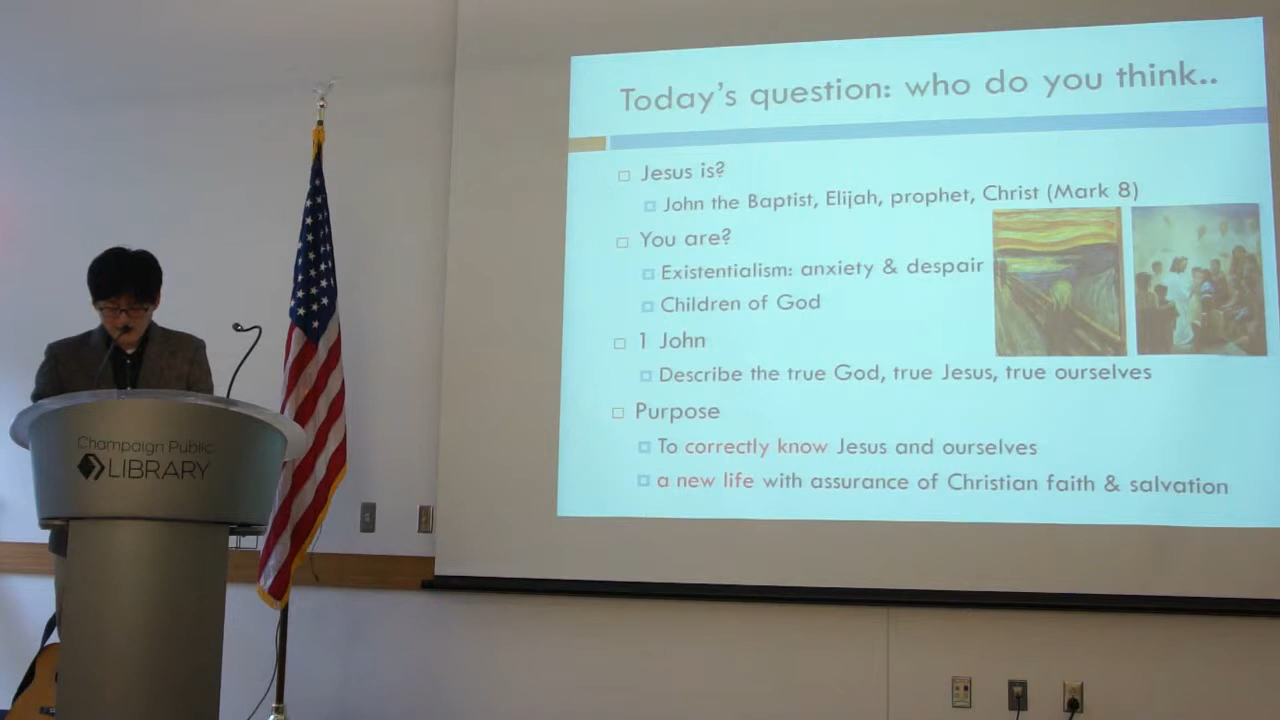 Today's question: who do you think..
Jesus is?
John the Baptist, Elijah, prophet, Christ (Mark 8)
You are?
Existentialism: anxiety & despair
Children of God
1 John
Describe the true God, true Jesus, true ourselves
Purpose
To correctly know Jesus and ourselves
a new life with assurance of Christian faith & salvation
Champaign Public
LIBRARY